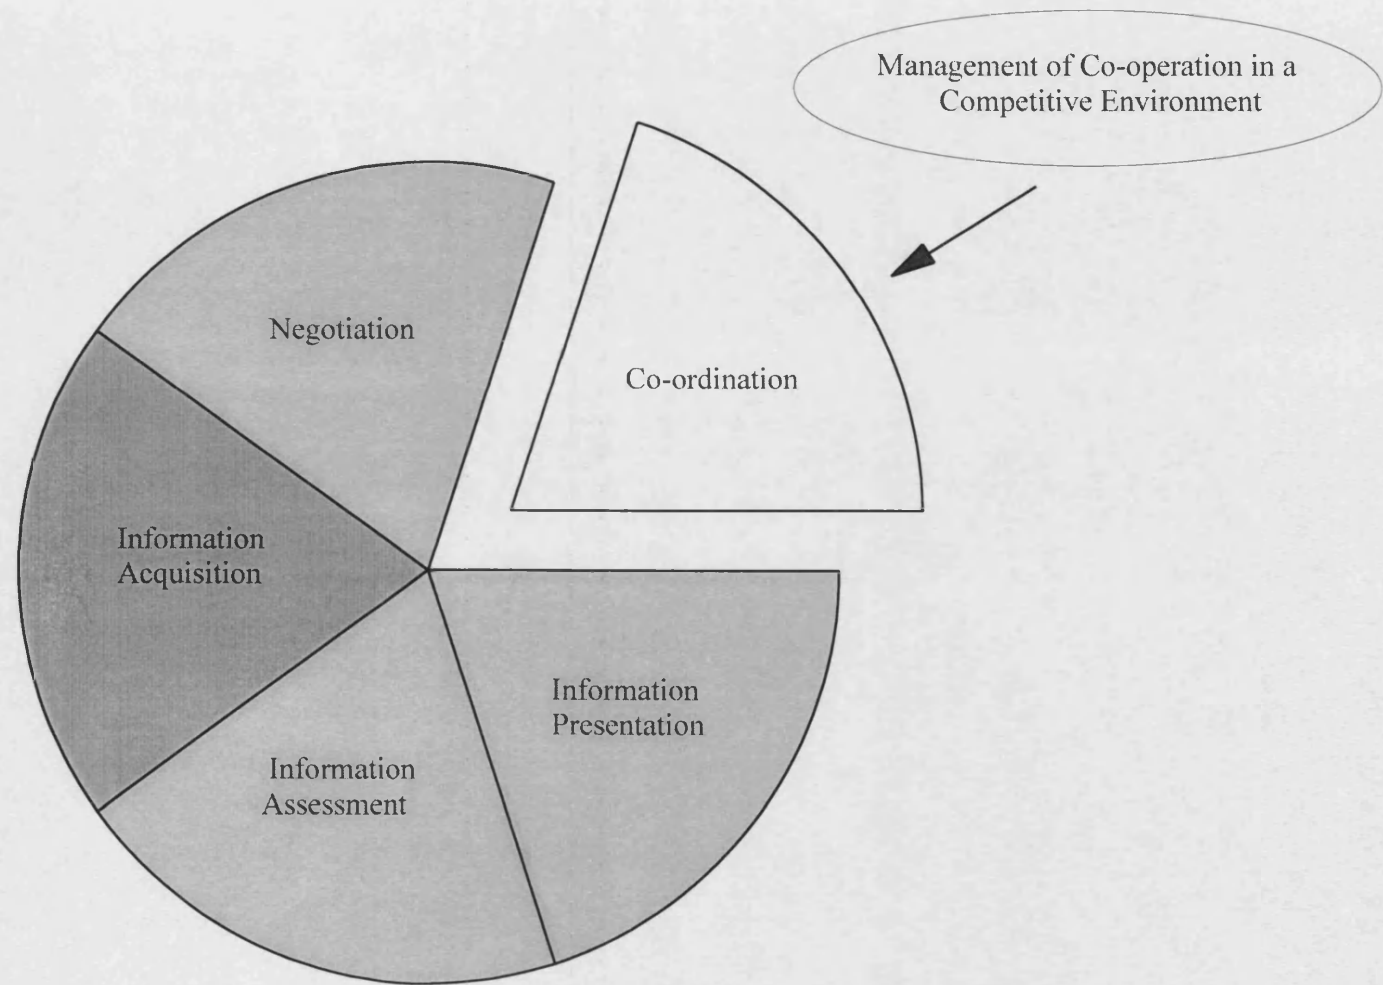 Management of Co-operation in a
Competitive Environment
Negotiation
Co-ordination
Information
Acquisition
Information
Presentation
Information
Assessment